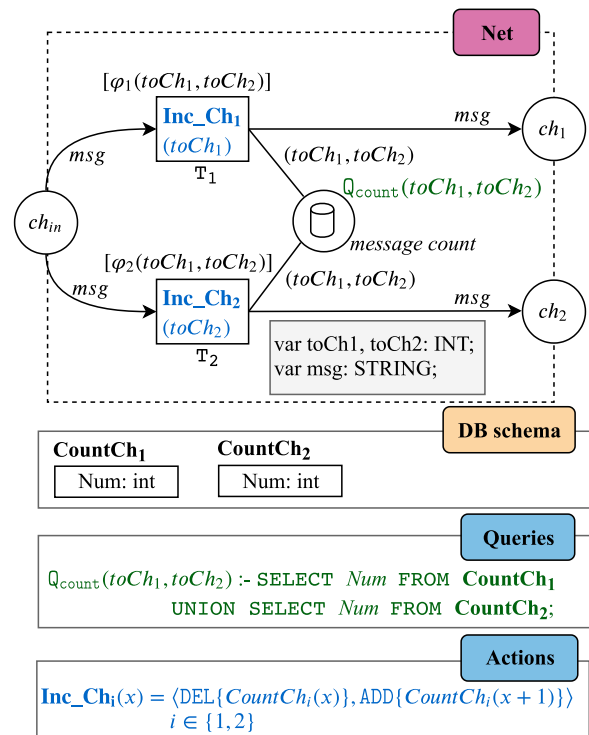 Net
[φ₁(toCh₁, toCh₂)]
Inc_Ch₁
(toCh₁)
T₁
msg
msg
ch₁
(toCh₁, toCh₂)
Q_count(toCh₁, toCh₂)
ch_in
message count
[φ₂(toCh₁, toCh₂)]
(toCh₁, toCh₂)
msg
Inc_Ch₂
(toCh₂)
T₂
msg
ch₂
var toCh1, toCh2: INT;
var msg: STRING;
DB schema
CountCh₁
CountCh₂
Num: int
Num: int
Queries
Q_count(toCh₁, toCh₂) :- SELECT Num FROM CountCh₁
UNION SELECT Num FROM CountCh₂;
Actions
Inc_Chᵢ(x) = ⟨DEL{CountChᵢ(x)}, ADD{CountChᵢ(x + 1)}⟩
i ∈ {1,2}